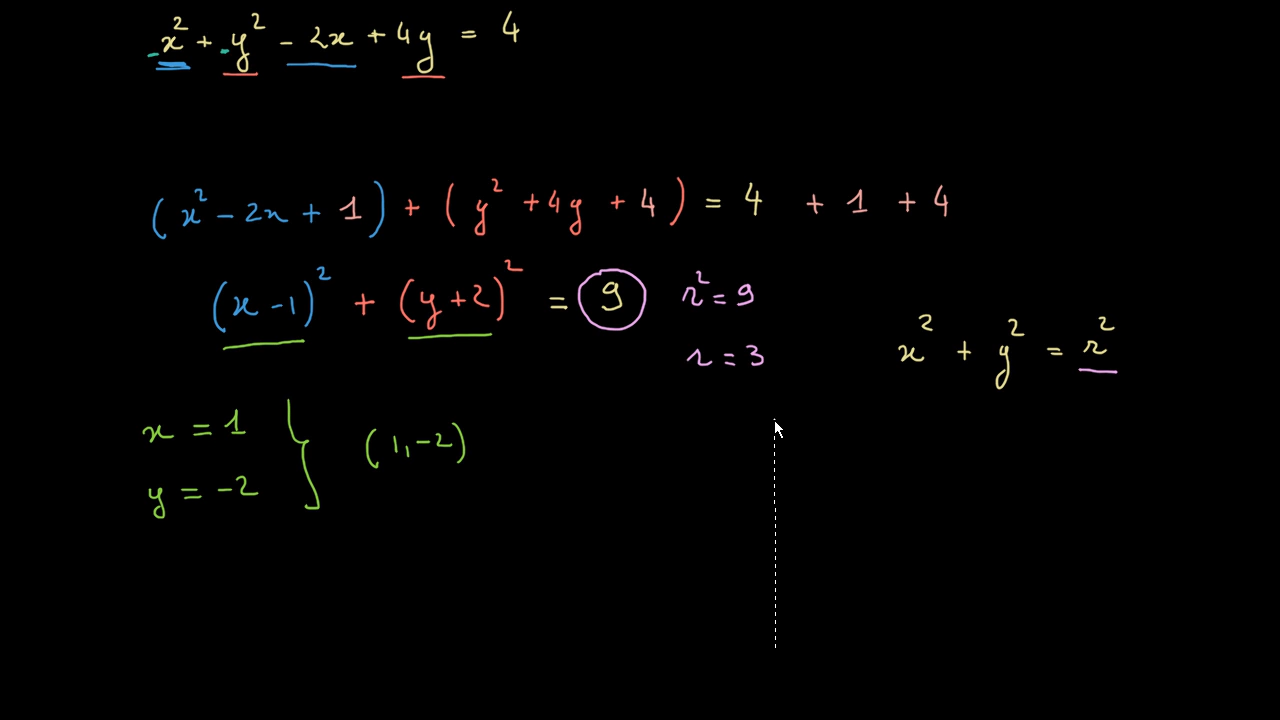 -x² + -y² - 2x + 4y = 4
(x² - 2x + 1) + (y² + 4y + 4) = 4 + 1 + 4
(x - 1)² + (y + 2)² = 9 r² = 9
r = 3
x² + y² = r²
x = 1
(1, -2)
y = -2